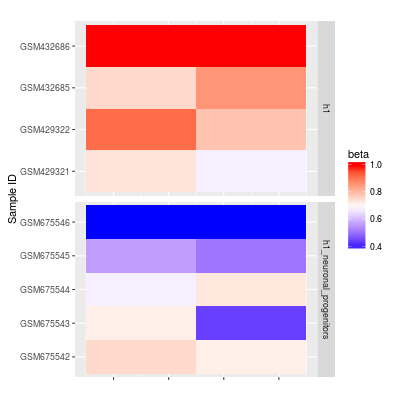 GSM432686
GSM432685
GSM429322
GSM429321
h1
GSM675546
GSM675545
GSM675544
GSM675543
GSM675542
h1_neuronal_progenitors
Sample ID
beta
1.0
0.8
0.6
0.4